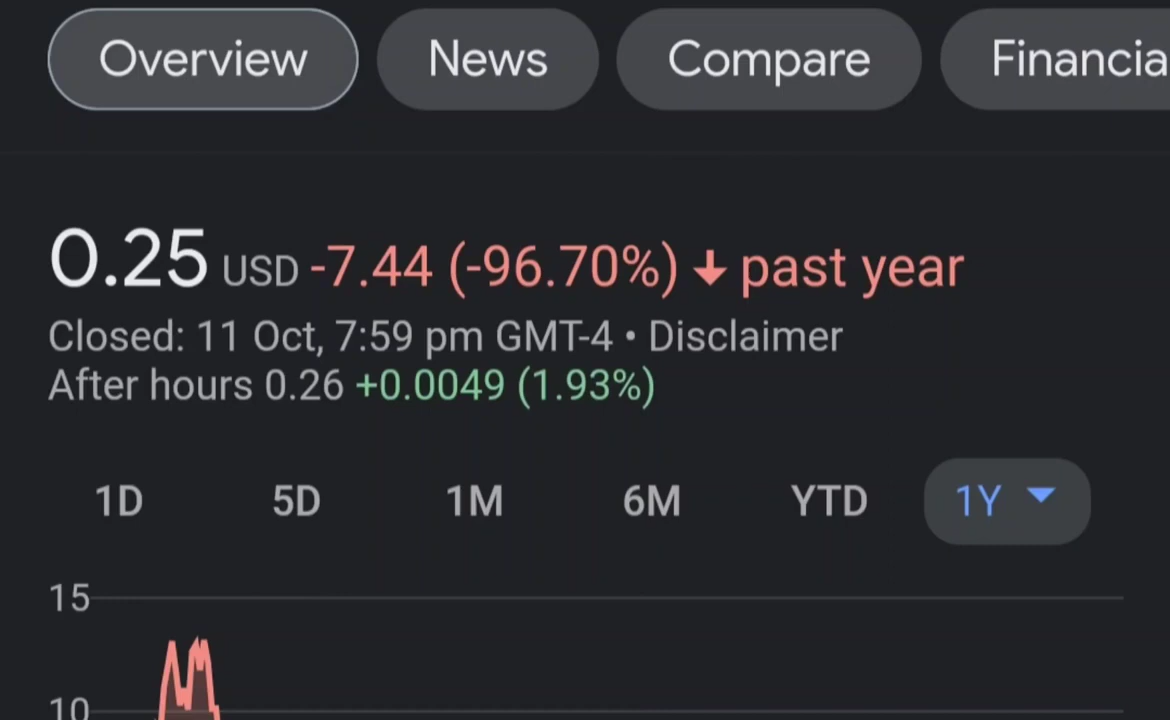 Overview News Compare Financia
0.25 USD -7.44 (-96.70%) ↓ past year
Closed: 11 Oct, 7:59 pm GMT-4 • Disclaimer
After hours 0.26 +0.0049 (1.93%)
1D 5D 1M 6M YTD 1Y
15
10